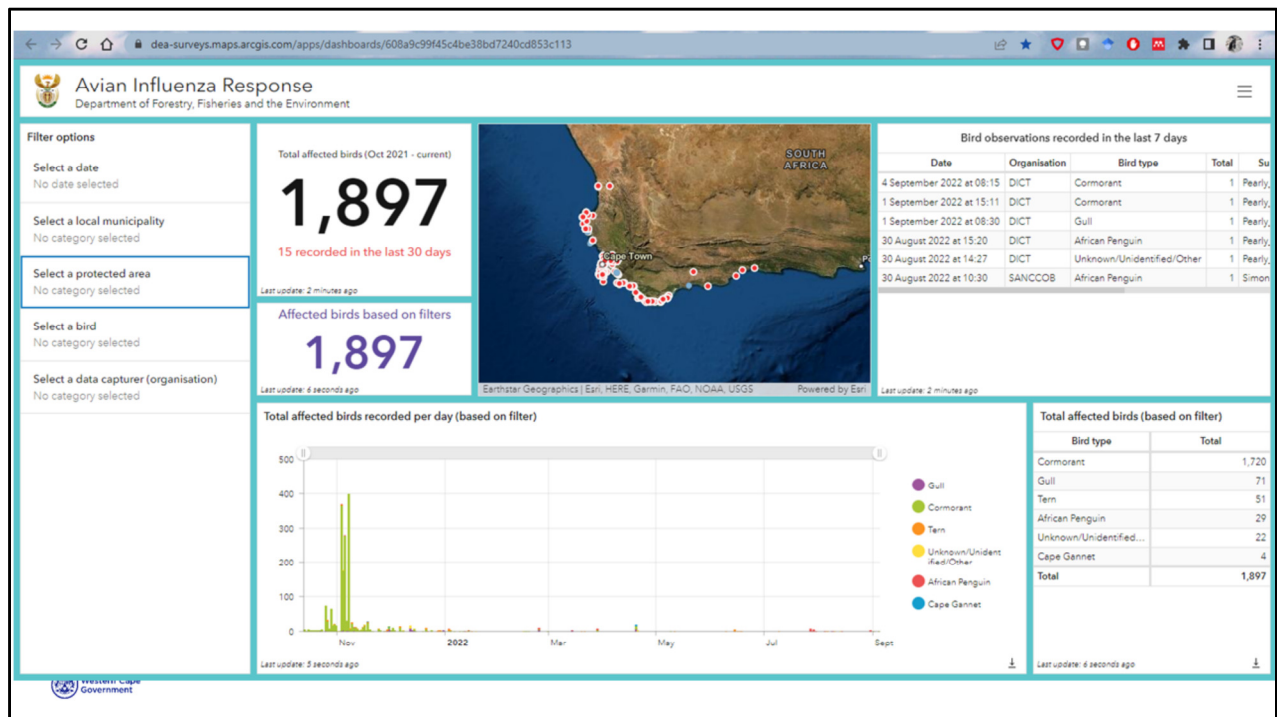 dea-surveys.maps.arcgis.com/apps/dashboards/608a9c99f45c4be38bd7240cd853c113
Avian Influenza Response
Department of Forestry, Fisheries and the Environment
Filter options
Select a date
No date selected
Select a local municipality
No category selected
Select a protected area
No category selected
Select a bird
No category selected
Select a data capturer (organisation)
No category selected
Total affected birds (Oct 2021 - current)
1,897
15 recorded in the last 30 days
Last update: 2 minutes ago
Affected birds based on filters
1,897
Last update: 6 seconds ago
SOUTH
AFRICA
Cape Town
Po
Earthstar Geographics | Esri, HERE, Garmin, FAO, NOAA, USGS Powered by Esri
Bird observations recorded in the last 7 days
Date Organisation Bird type Total Su
4 September 2022 at 08:15 DICT Cormorant 1 Pearly_
1 September 2022 at 15:11 DICT Cormorant 1 Pearly_
1 September 2022 at 08:30 DICT Gull 1 Pearly_
30 August 2022 at 15:20 DICT African Penguin 1 Pearly_
30 August 2022 at 14:27 DICT Unknown/Unidentified/Other 1 Pearly_
30 August 2022 at 10:30 SANCCOB African Penguin 1 Simon
Last update: 2 minutes ago
Total affected birds recorded per day (based on filter)
500
400
300
200
100
0
Nov 2022 Mar May Jul Sept
Gull
Cormorant
Tern
Unknown/Unident
ified/Other
African Penguin
Cape Gannet
Last update: 5 seconds ago
Total affected birds (based on filter)
Bird type Total
Cormorant 1,720
Gull 71
Tern 51
African Penguin 29
Unknown/Unidentified... 22
Cape Gannet 4
Total 1,897
Last update: 6 seconds ago
Western Cape
Government